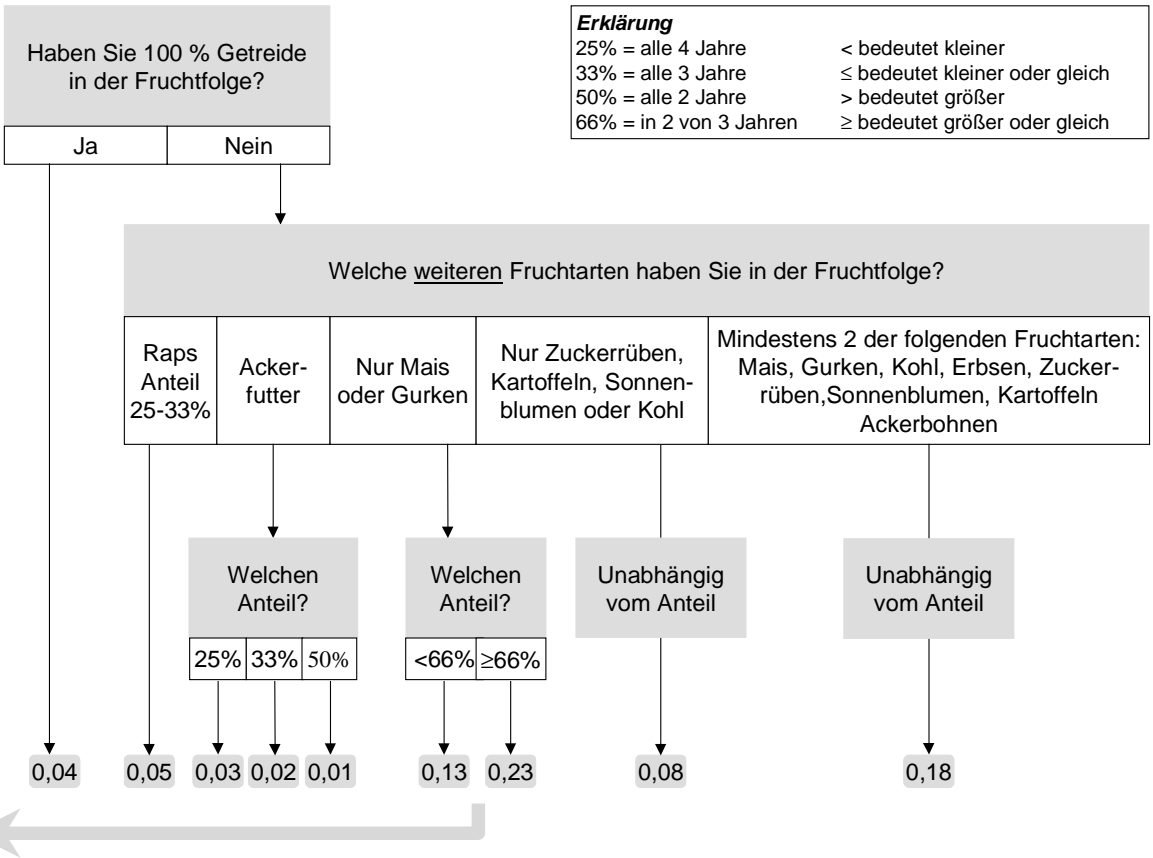 Haben Sie 100 % Getreide
in der Fruchtfolge?
Ja Nein
Erklärung
25% = alle 4 Jahre < bedeutet kleiner
33% = alle 3 Jahre ≤ bedeutet kleiner oder gleich
50% = alle 2 Jahre > bedeutet größer
66% = in 2 von 3 Jahren ≥ bedeutet größer oder gleich
Welche weiteren Fruchtarten haben Sie in der Fruchtfolge?
Raps
Anteil
25-33%
Acker-
futter
Nur Mais
oder Gurken
Nur Zuckerrüben,
Kartoffeln, Sonnen-
blumen oder Kohl
Mindestens 2 der folgenden Fruchtarten:
Mais, Gurken, Kohl, Erbsen, Zucker-
rüben,Sonnenblumen, Kartoffeln
Ackerbohnen
Welchen
Anteil?
25% 33% 50%
Welchen
Anteil?
<66% ≥66%
Unabhängig
vom Anteil
Unabhängig
vom Anteil
0,04 0,05 0,03 0,02 0,01 0,13 0,23 0,08 0,18